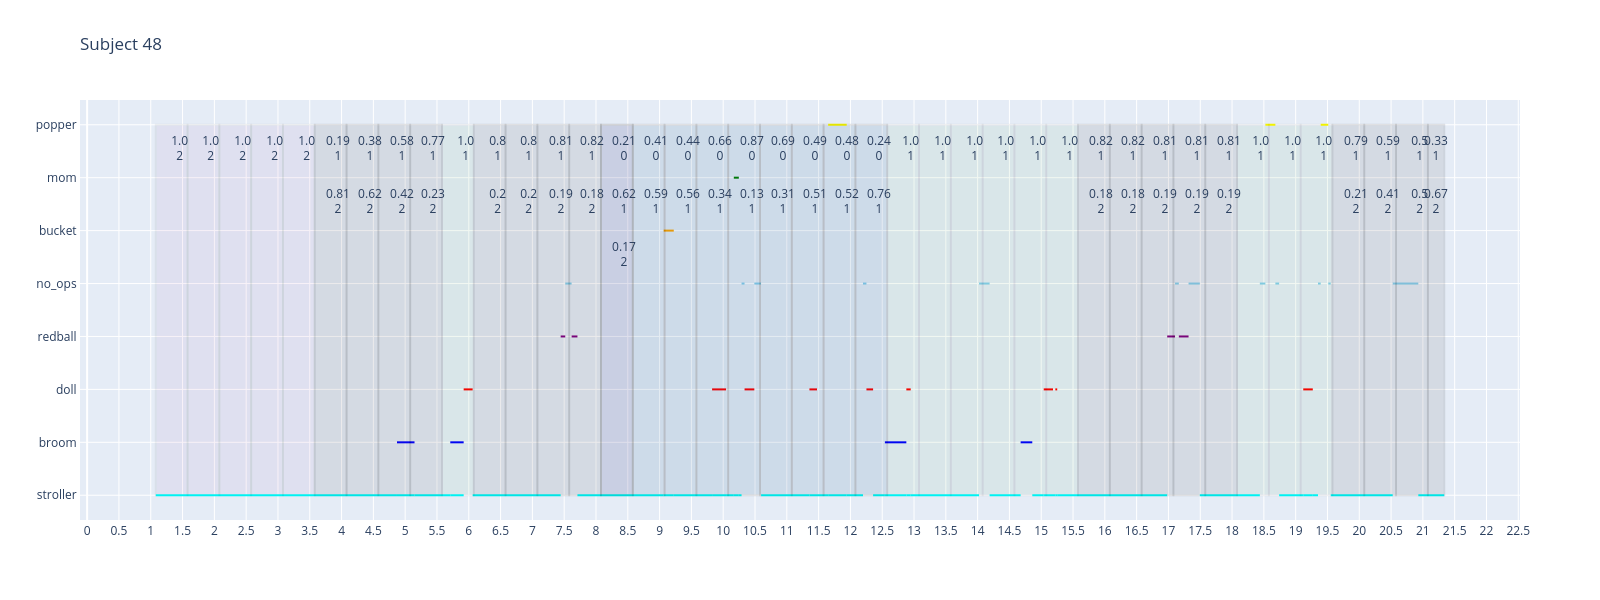 Subject 48
popper
1.0 1.0 1.0 1.0 1.0 0.19 0.38 0.58 0.77 1.0 0.8 0.8 0.81 0.82 0.21 0.41 0.44 0.66 0.87 0.69 0.49 0.48 0.24 1.0 1.0 1.0 1.0 1.0 1.0 0.82 0.82 0.81 0.81 0.81 1.0 1.0 1.0 0.79 0.59 0.5 0.33
2 2 2 2 2 1 1 1 1 1 1 1 1 1 0 0 0 0 0 0 0 0 0 1 1 1 1 1 1 1 1 1 1 1 1 1 1 1 1 1 1
mom
0.81 0.62 0.42 0.23 0.2 0.2 0.19 0.18 0.62 0.59 0.56 0.34 0.13 0.31 0.51 0.52 0.76 0.18 0.18 0.19 0.19 0.19 0.21 0.41 0.5 0.67
2 2 2 2 2 2 2 2 1 1 1 1 1 1 1 1 1 2 2 2 2 2 2 2 2 2
bucket
0.17
2
no_ops
redball
doll
broom
stroller
0 0.5 1 1.5 2 2.5 3 3.5 4 4.5 5 5.5 6 6.5 7 7.5 8 8.5 9 9.5 10 10.5 11 11.5 12 12.5 13 13.5 14 14.5 15 15.5 16 16.5 17 17.5 18 18.5 19 19.5 20 20.5 21 21.5 22 22.5